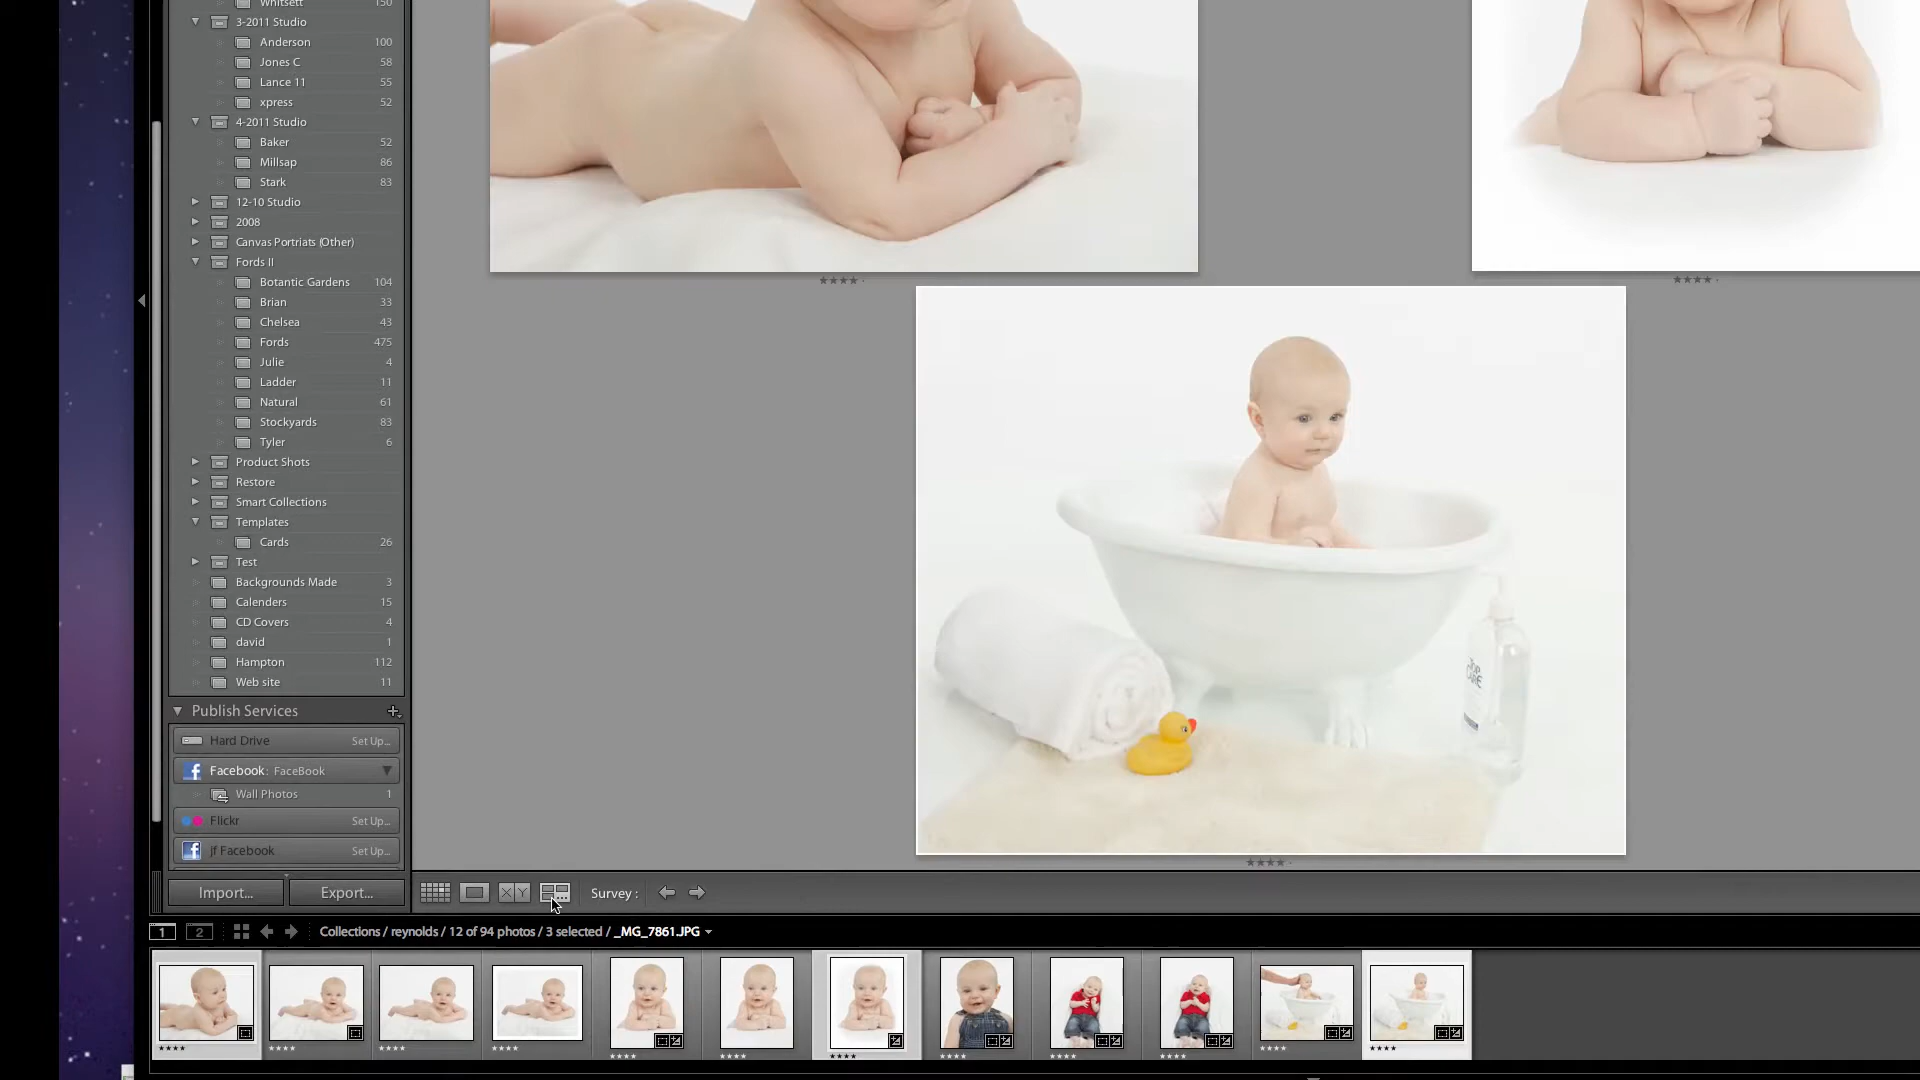 Whitsett 150
3-2011 Studio
Anderson 100
Jones C 58
Lance 11 55
xpress 52
4-2011 Studio
Baker 52
Millsap 86
Stark 83
12-10 Studio
2008
Canvas Portriats (Other)
Fords II
Botantic Gardens 104
Brian 33
Chelsea 43
Fords 475
Julie 4
Ladder 11
Natural 61
Stockyards 83
Tyler 6
Product Shots
Restore
Smart Collections
Templates
Cards 26
Test
Backgrounds Made 3
Calenders 15
CD Covers 4
david 1
Hampton 112
Web site 11
Publish Services
Hard Drive Set Up...
Facebook: FaceBook
Wall Photos 1
Flickr Set Up...
jf Facebook Set Up...
Import... Export...
TOP CARE
X Y
Survey :
1 2 Collections / reynolds / 12 of 94 photos / 3 selected / _MG_7861.JPG